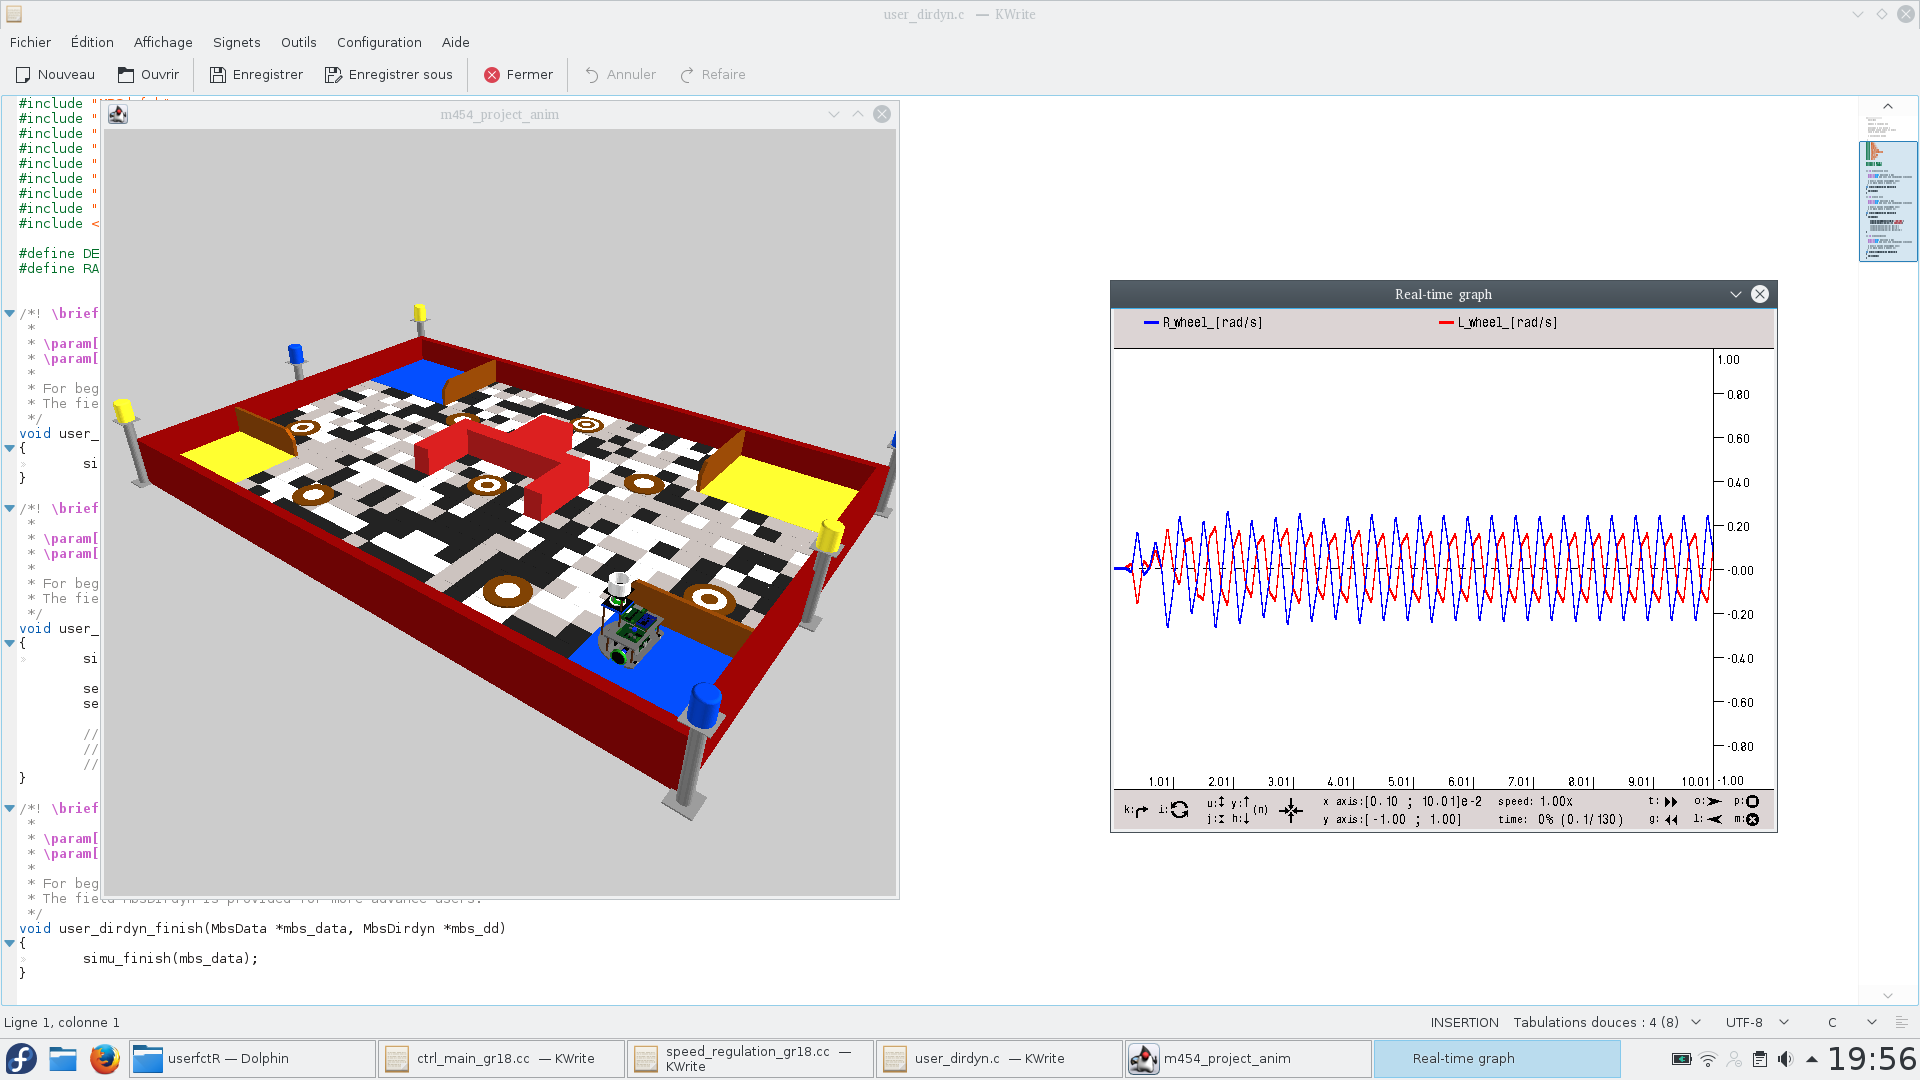 user_dirdyn.c — KWrite
Fichier Édition Affichage Signets Outils Configuration Aide
Nouveau Ouvrir Enregistrer Enregistrer sous Fermer Annuler Refaire
#include "
m454_project_anim
#include "
#include "
#include "
#include "
#include "
#include "
#include "
#include <
#define DE
#define RA
/*! \brief
*
* \param[
* \param[
*
* For beg
* The fie
*/
void user_
{
si
}
/*! \brief
*
* \param[
* \param[
*
* For beg
* The fie
*/
void user_
{
si
se
se
//
//
//
}
/*! \brief
*
* \param[
* \param[
*
* For beg
* The field MbsDirdyn is provided for more advance users.
*/
void user_dirdyn_finish(MbsData *mbs_data, MbsDirdyn *mbs_dd)
{
simu_finish(mbs_data);
}
Real-time graph
R_wheel_[rad/s] L_wheel_[rad/s]
1.00
0.80
0.60
0.40
0.20
-0.00
-0.20
-0.40
-0.60
-0.80
-1.00
1.01 2.01 3.01 4.01 5.01 6.01 7.01 8.01 9.01 10.01
k: i: u: y: (n) x axis:[0.10 ; 10.01]e-2 speed: 1.00x t: o: p:
j: h: y axis:[-1.00 ; 1.00] time: 0% (0.1/130) g: l: m:
Ligne 1, colonne 1 INSERTION Tabulations douces : 4 (8) UTF-8 C
userfctR — Dolphin
ctrl_main_gr18.cc — KWrite
speed_regulation_gr18.cc —
KWrite
user_dirdyn.c — KWrite
m454_project_anim
Real-time graph
19:56